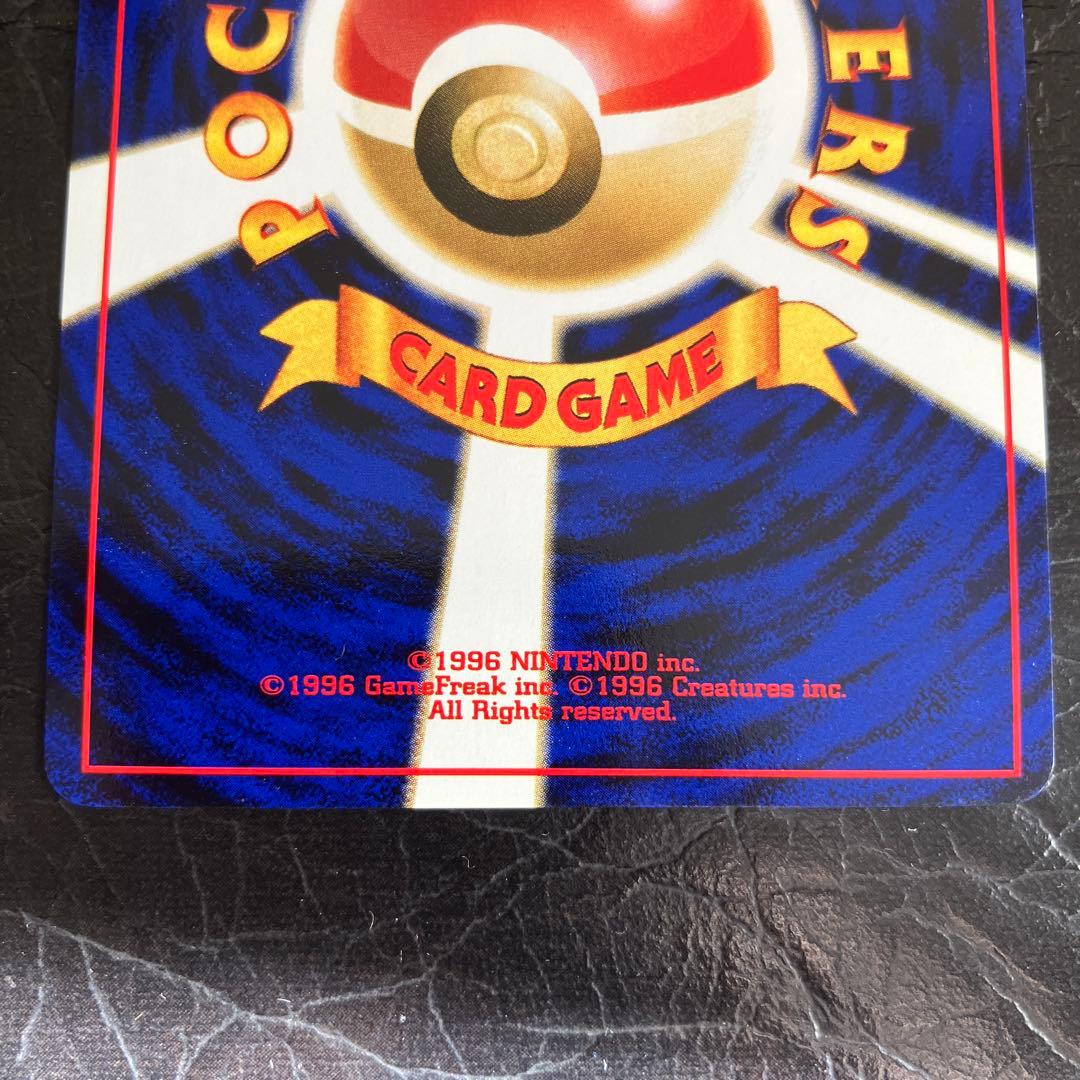 POC
ERS
CARD GAME
©1996 NINTENDO inc.
©1996 GameFreak inc. ©1996 Creatures inc.
All Rights reserved.